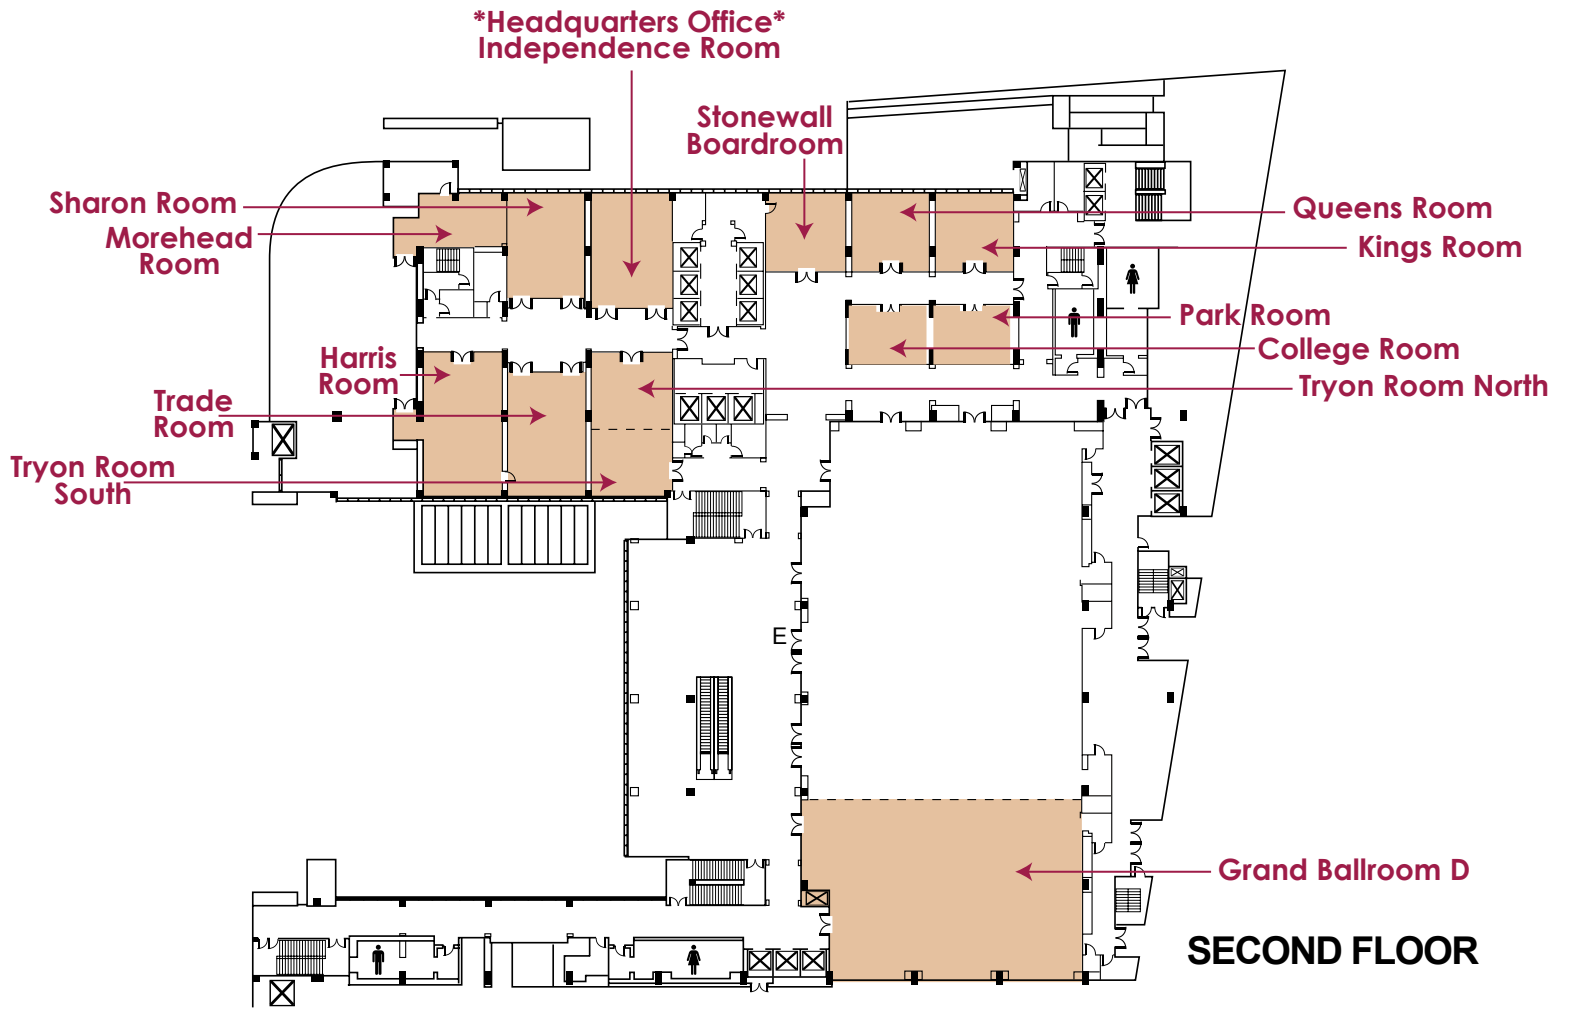 *Headquarters Office*
Independence Room
Stonewall
Boardroom
Sharon Room
Morehead
Room
Queens Room
Kings Room
Park Room
College Room
Harris
Room
Tryon Room North
Trade
Room
Tryon Room
South
E
Grand Ballroom D
SECOND FLOOR